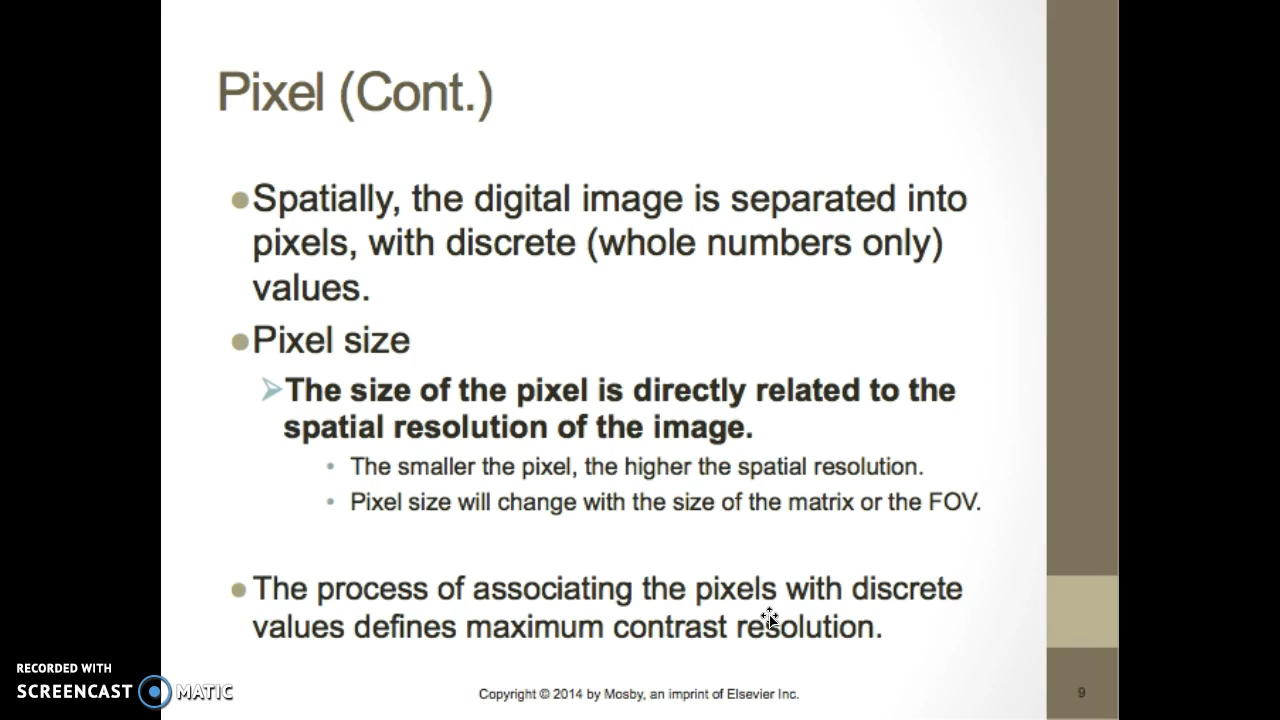 Pixel (Cont.)
Spatially, the digital image is separated into
pixels, with discrete (whole numbers only)
values.
Pixel size
The size of the pixel is directly related to the
spatial resolution of the image.
The smaller the pixel, the higher the spatial resolution.
Pixel size will change with the size of the matrix or the FOV.
The process of associating the pixels with discrete
values defines maximum contrast resolution.
RECORDED WITH
SCREENCAST MATIC
Copyright © 2014 by Mosby, an imprint of Elsevier Inc.
9